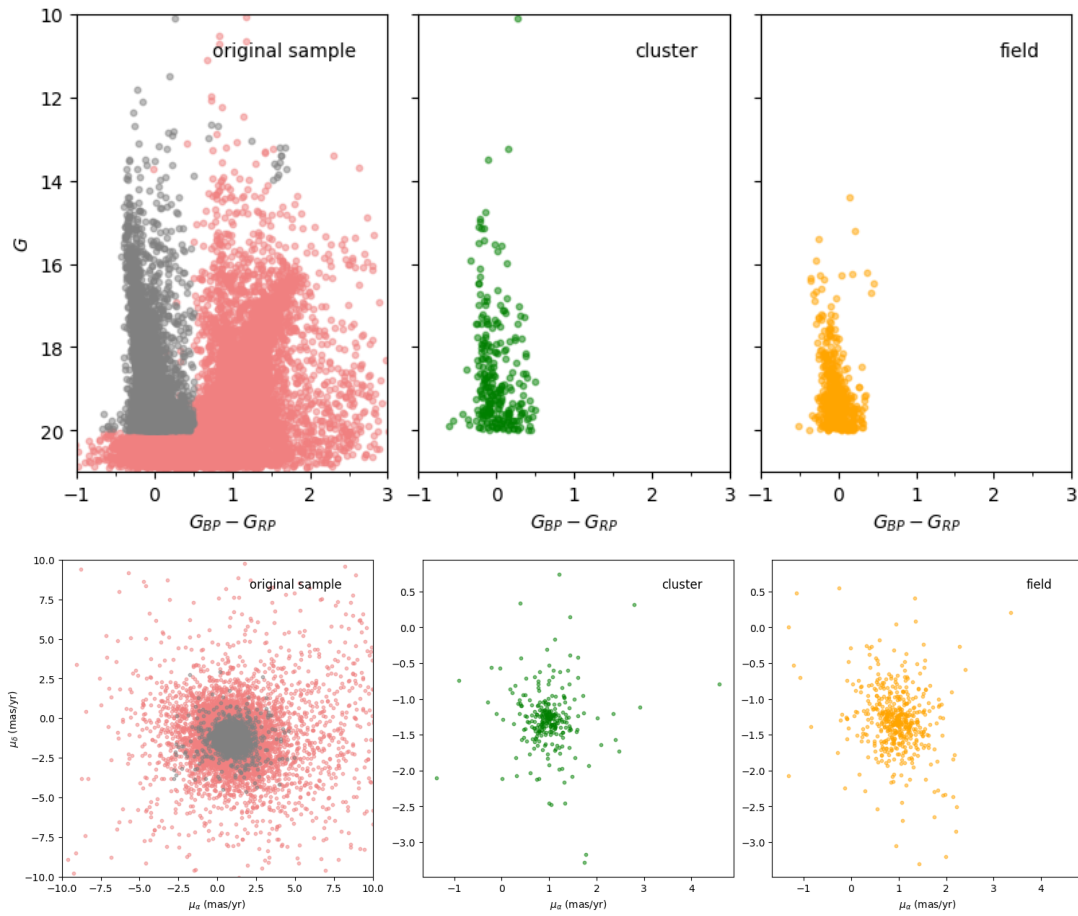 original sample
cluster
field
10
12
14
16
18
20
G
−1 0 1 2 3
−1 0 1 2 3
−1 0 1 2 3
G_BP − G_RP
G_BP − G_RP
G_BP − G_RP
original sample
cluster
field
10.0
7.5
5.0
2.5
0.0
−2.5
−5.0
−7.5
−10.0
μ_δ (mas/yr)
−10.0 −7.5 −5.0 −2.5 0.0 2.5 5.0 7.5 10.0
μ_α (mas/yr)
0.5
0.0
−0.5
−1.0
−1.5
−2.0
−2.5
−3.0
−1 0 1 2 3 4
μ_α (mas/yr)
0.5
0.0
−0.5
−1.0
−1.5
−2.0
−2.5
−3.0
−1 0 1 2 3 4
μ_α (mas/yr)